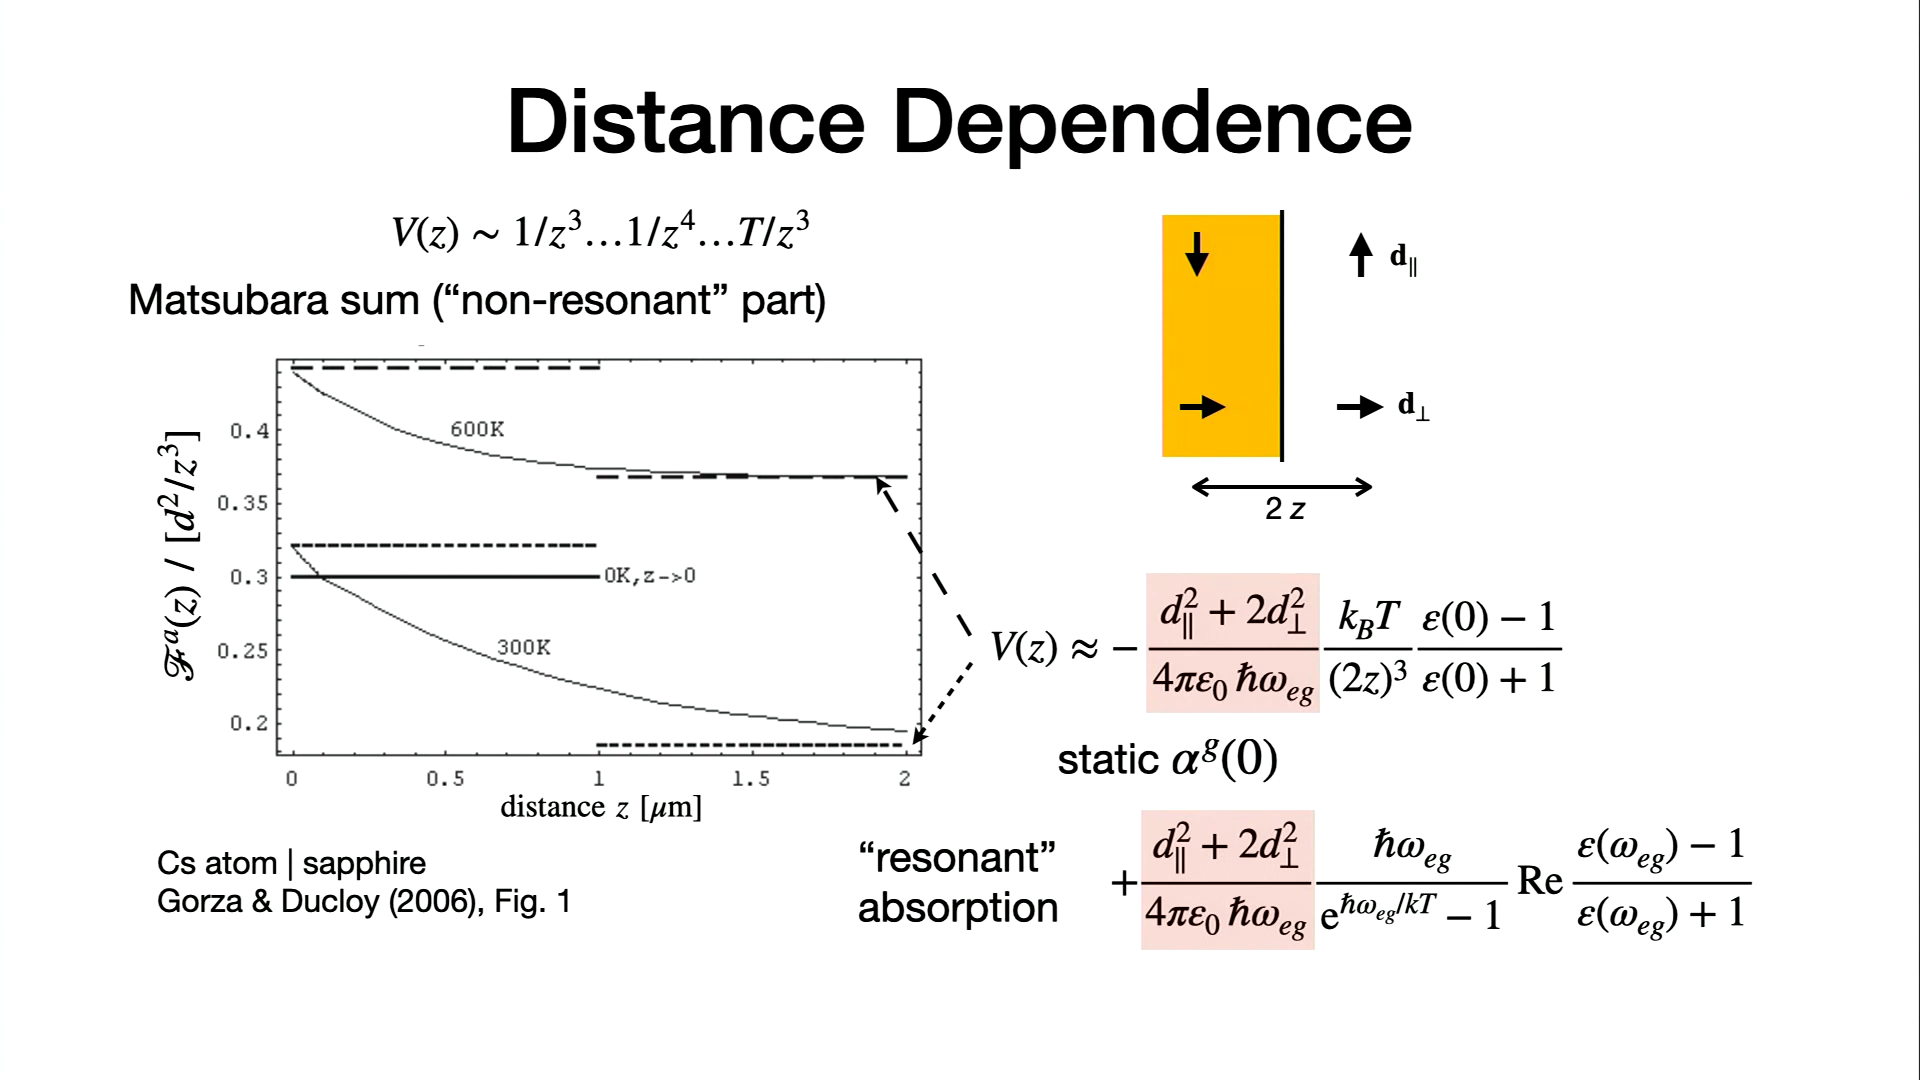 Distance Dependence
V(z) ∼ 1/z³…1/z⁴…T/z³
Matsubara sum (“non-resonant” part)
ℱᵃ(z) / [d²/z³]
0.4
0.35
0.3
0.25
0.2
600K
0K,z->0
300K
0 0.5 1 1.5 2
distance z [μm]
Cs atom | sapphire
Gorza & Ducloy (2006), Fig. 1
d∥
d⊥
2 z
V(z) ≈ − (d∥² + 2d⊥²)/(4πε₀ ħω_eg) k_BT/(2z)³ (ε(0) − 1)/(ε(0) + 1)
static αᵍ(0)
“resonant”
absorption
+ (d∥² + 2d⊥²)/(4πε₀ ħω_eg) ħω_eg/(e^{ħω_eg/kT} − 1) Re (ε(ω_eg) − 1)/(ε(ω_eg) + 1)